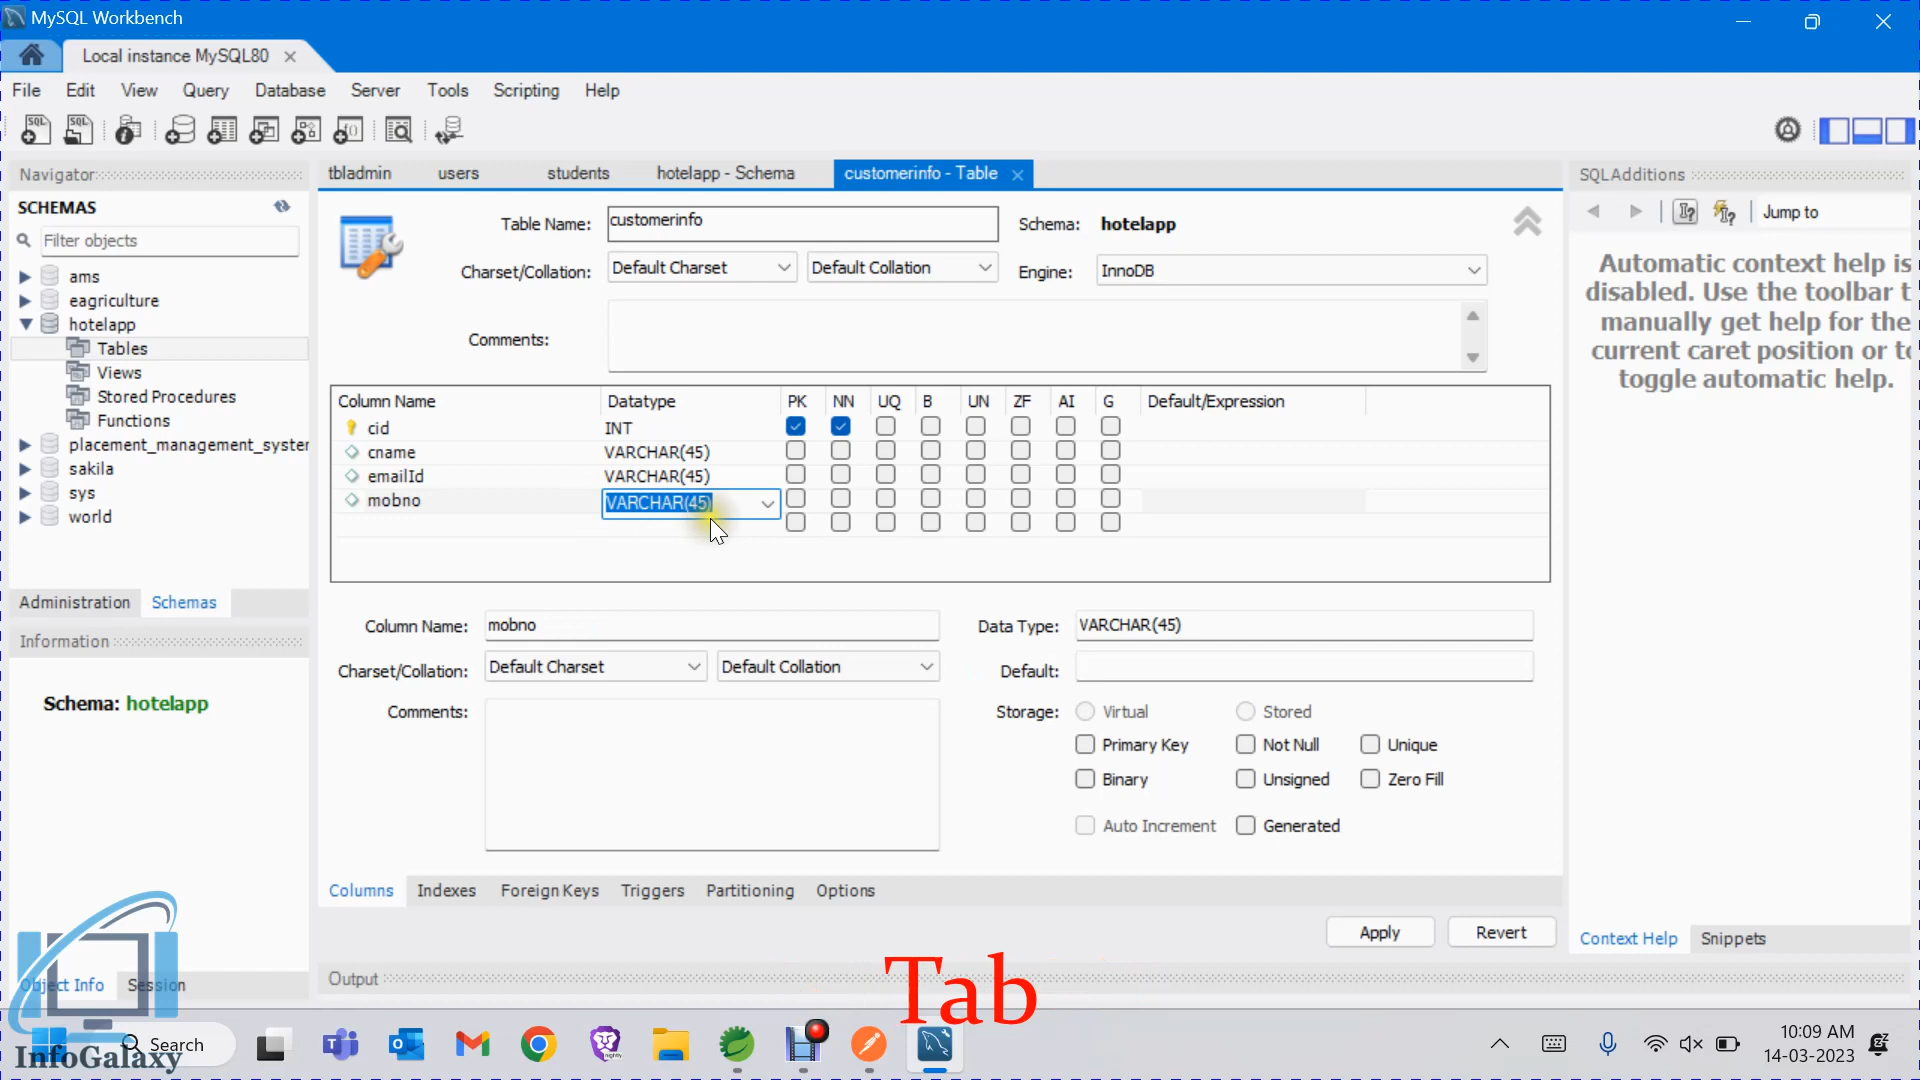 MySQL Workbench
Local instance MySQL80
File Edit View Query Database Server Tools Scripting Help
SQL SQL
Navigator
SCHEMAS
Filter objects
ams
eagriculture
hotelapp
Tables
Views
Stored Procedures
Functions
placement_management_syster
sakila
sys
world
Administration Schemas
Information
Schema: hotelapp
Object Info Session
tbladmin users students hotelapp - Schema customerinfo - Table
Table Name: customerinfo Schema: hotelapp
Charset/Collation: Default Charset Default Collation Engine: InnoDB
Comments:
Column Name Datatype PK NN UQ B UN ZF AI G Default/Expression
cid INT
cname VARCHAR(45)
emailId VARCHAR(45)
mobno VARCHAR(45)
Column Name: mobno Data Type: VARCHAR(45)
Charset/Collation: Default Charset Default Collation Default:
Comments: Storage: Virtual Stored
Primary Key Not Null Unique
Binary Unsigned Zero Fill
Auto Increment Generated
Columns Indexes Foreign Keys Triggers Partitioning Options
Apply Revert
Output
SQLAdditions
Jump to
Automatic context help is
disabled. Use the toolbar t
manually get help for the
current caret position or to
toggle automatic help.
Context Help Snippets
Tab
InfoGalaxy
Search
10:09 AM
14-03-2023